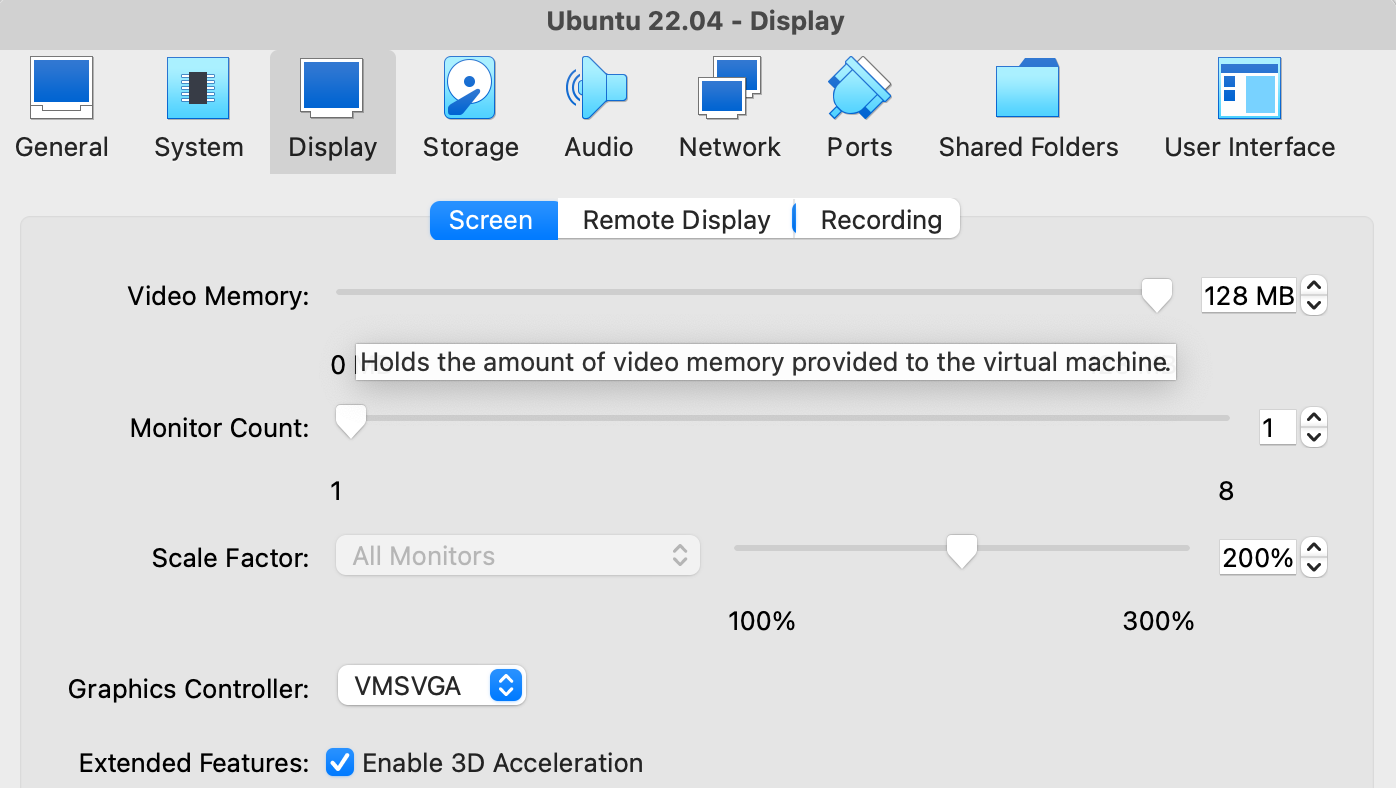 Ubuntu 22.04 - Display
General System Display Storage Audio Network Ports Shared Folders User Interface
Screen Remote Display Recording
Video Memory: 128 MB
0 Holds the amount of video memory provided to the virtual machine.
Monitor Count: 1
1 8
Scale Factor: All Monitors 200%
100% 300%
Graphics Controller: VMSVGA
Extended Features: Enable 3D Acceleration